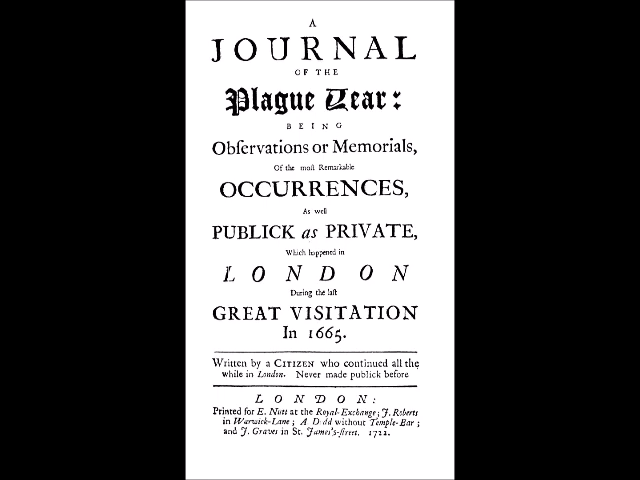 A
JOURNAL
OF THE
Plague Year:
BEING
Obſervations or Memorials,
Of the moſt Remarkable
OCCURRENCES,
As well
PUBLICK as PRIVATE,
Which happened in
LONDON
During the laſt
GREAT VISITATION
In 1665.
Written by a CITIZEN who continued all the
while in London. Never made publick before
LONDON:
Printed for E. Nutt at the Royal-Exchange; J. Roberts
in Warwick-Lane; A Dodd without Temple-Bar;
and J. Graves in St. James's-ſtreet. 1722.